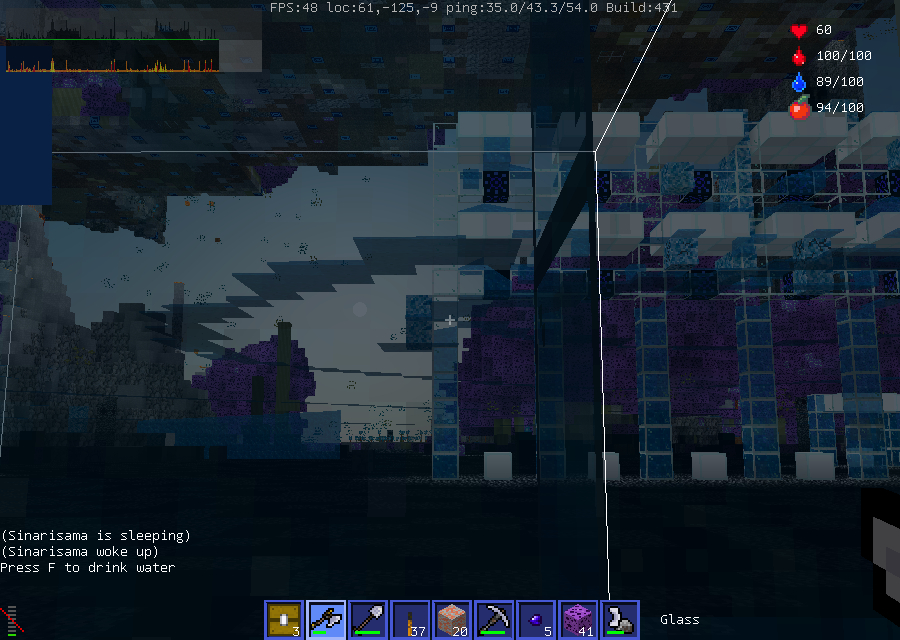 FPS:48 loc:61,-125,-9 ping:35.0/43.3/54.0 Build:431
60
100/100
89/100
94/100
(Sinarisama is sleeping)
(Sinarisama woke up)
Press F to drink water
3
37
20
5
41
Glass